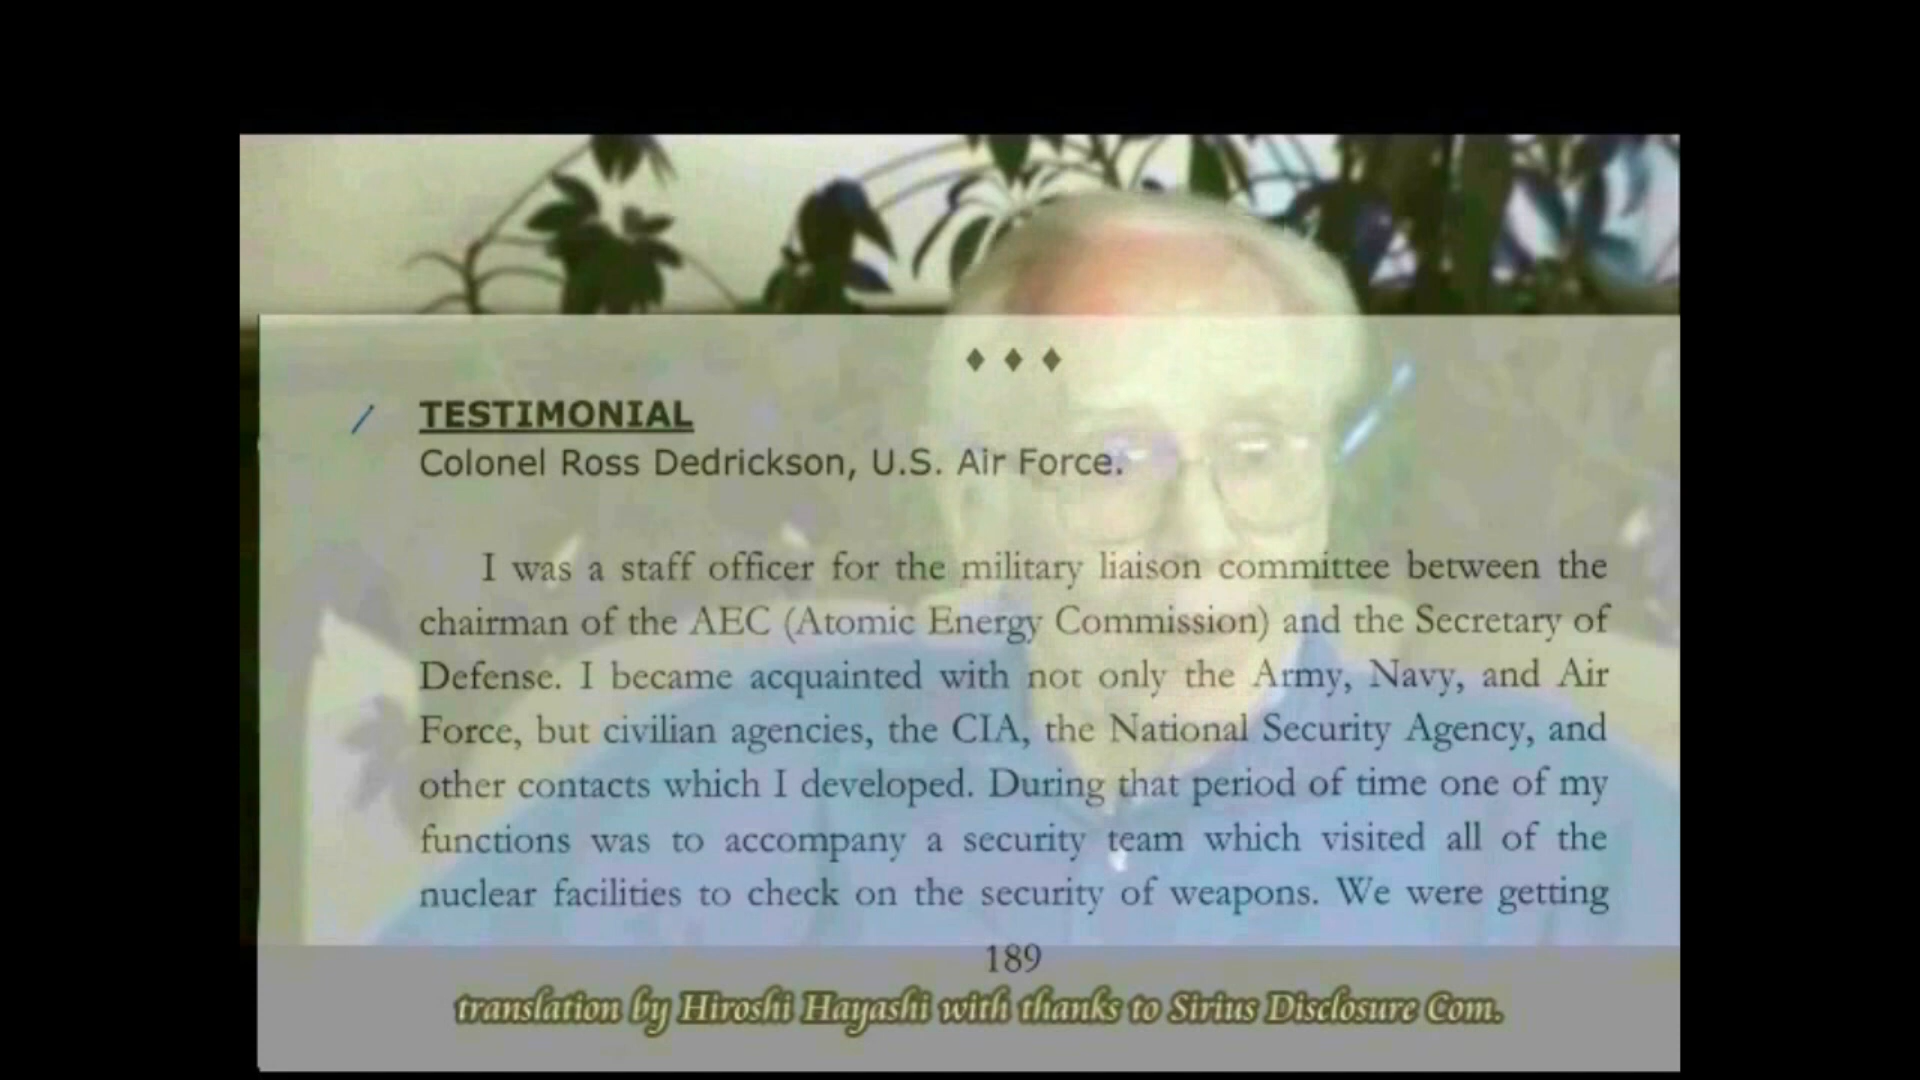 ♦ ♦ ♦
TESTIMONIAL
Colonel Ross Dedrickson, U.S. Air Force.
I was a staff officer for the military liaison committee between the
chairman of the AEC (Atomic Energy Commission) and the Secretary of
Defense. I became acquainted with not only the Army, Navy, and Air
Force, but civilian agencies, the CIA, the National Security Agency, and
other contacts which I developed. During that period of time one of my
functions was to accompany a security team which visited all of the
nuclear facilities to check on the security of weapons. We were getting
189
translation by Hiroshi Hayashi with thanks to Sirius Disclosure Com.